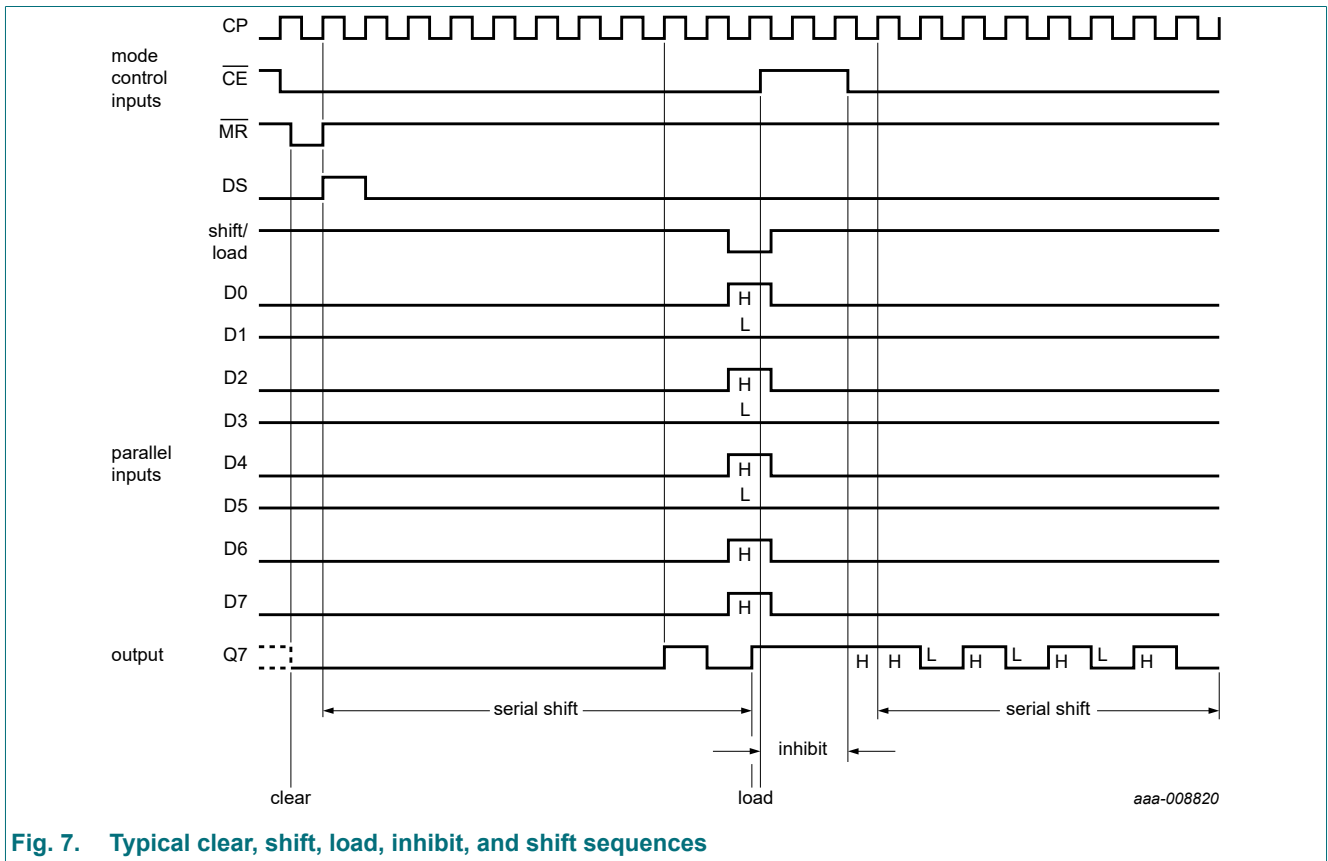 CP
mode
control
inputs
CE
MR
DS
shift/
load
D0
H
D1
L
D2
H
D3
L
parallel
inputs
D4
H
D5
L
D6
H
D7
H
output
Q7
H H L H L H L H
serial shift
serial shift
inhibit
clear
load
aaa-008820
Fig. 7. Typical clear, shift, load, inhibit, and shift sequences